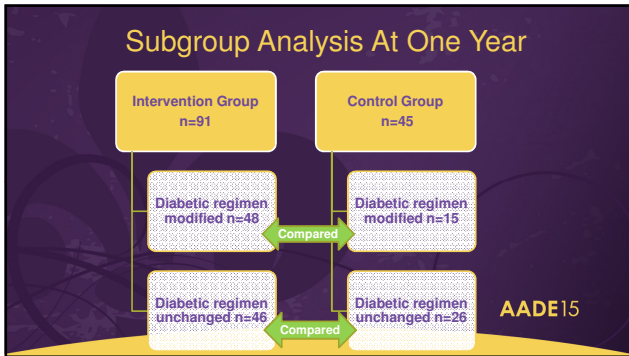 Subgroup Analysis At One Year
Intervention Group
n=91
Control Group
n=45
Diabetic regimen
modified n=48
Compared
Diabetic regimen
modified n=15
Diabetic regimen
unchanged n=46
Compared
Diabetic regimen
unchanged n=26
AADE15